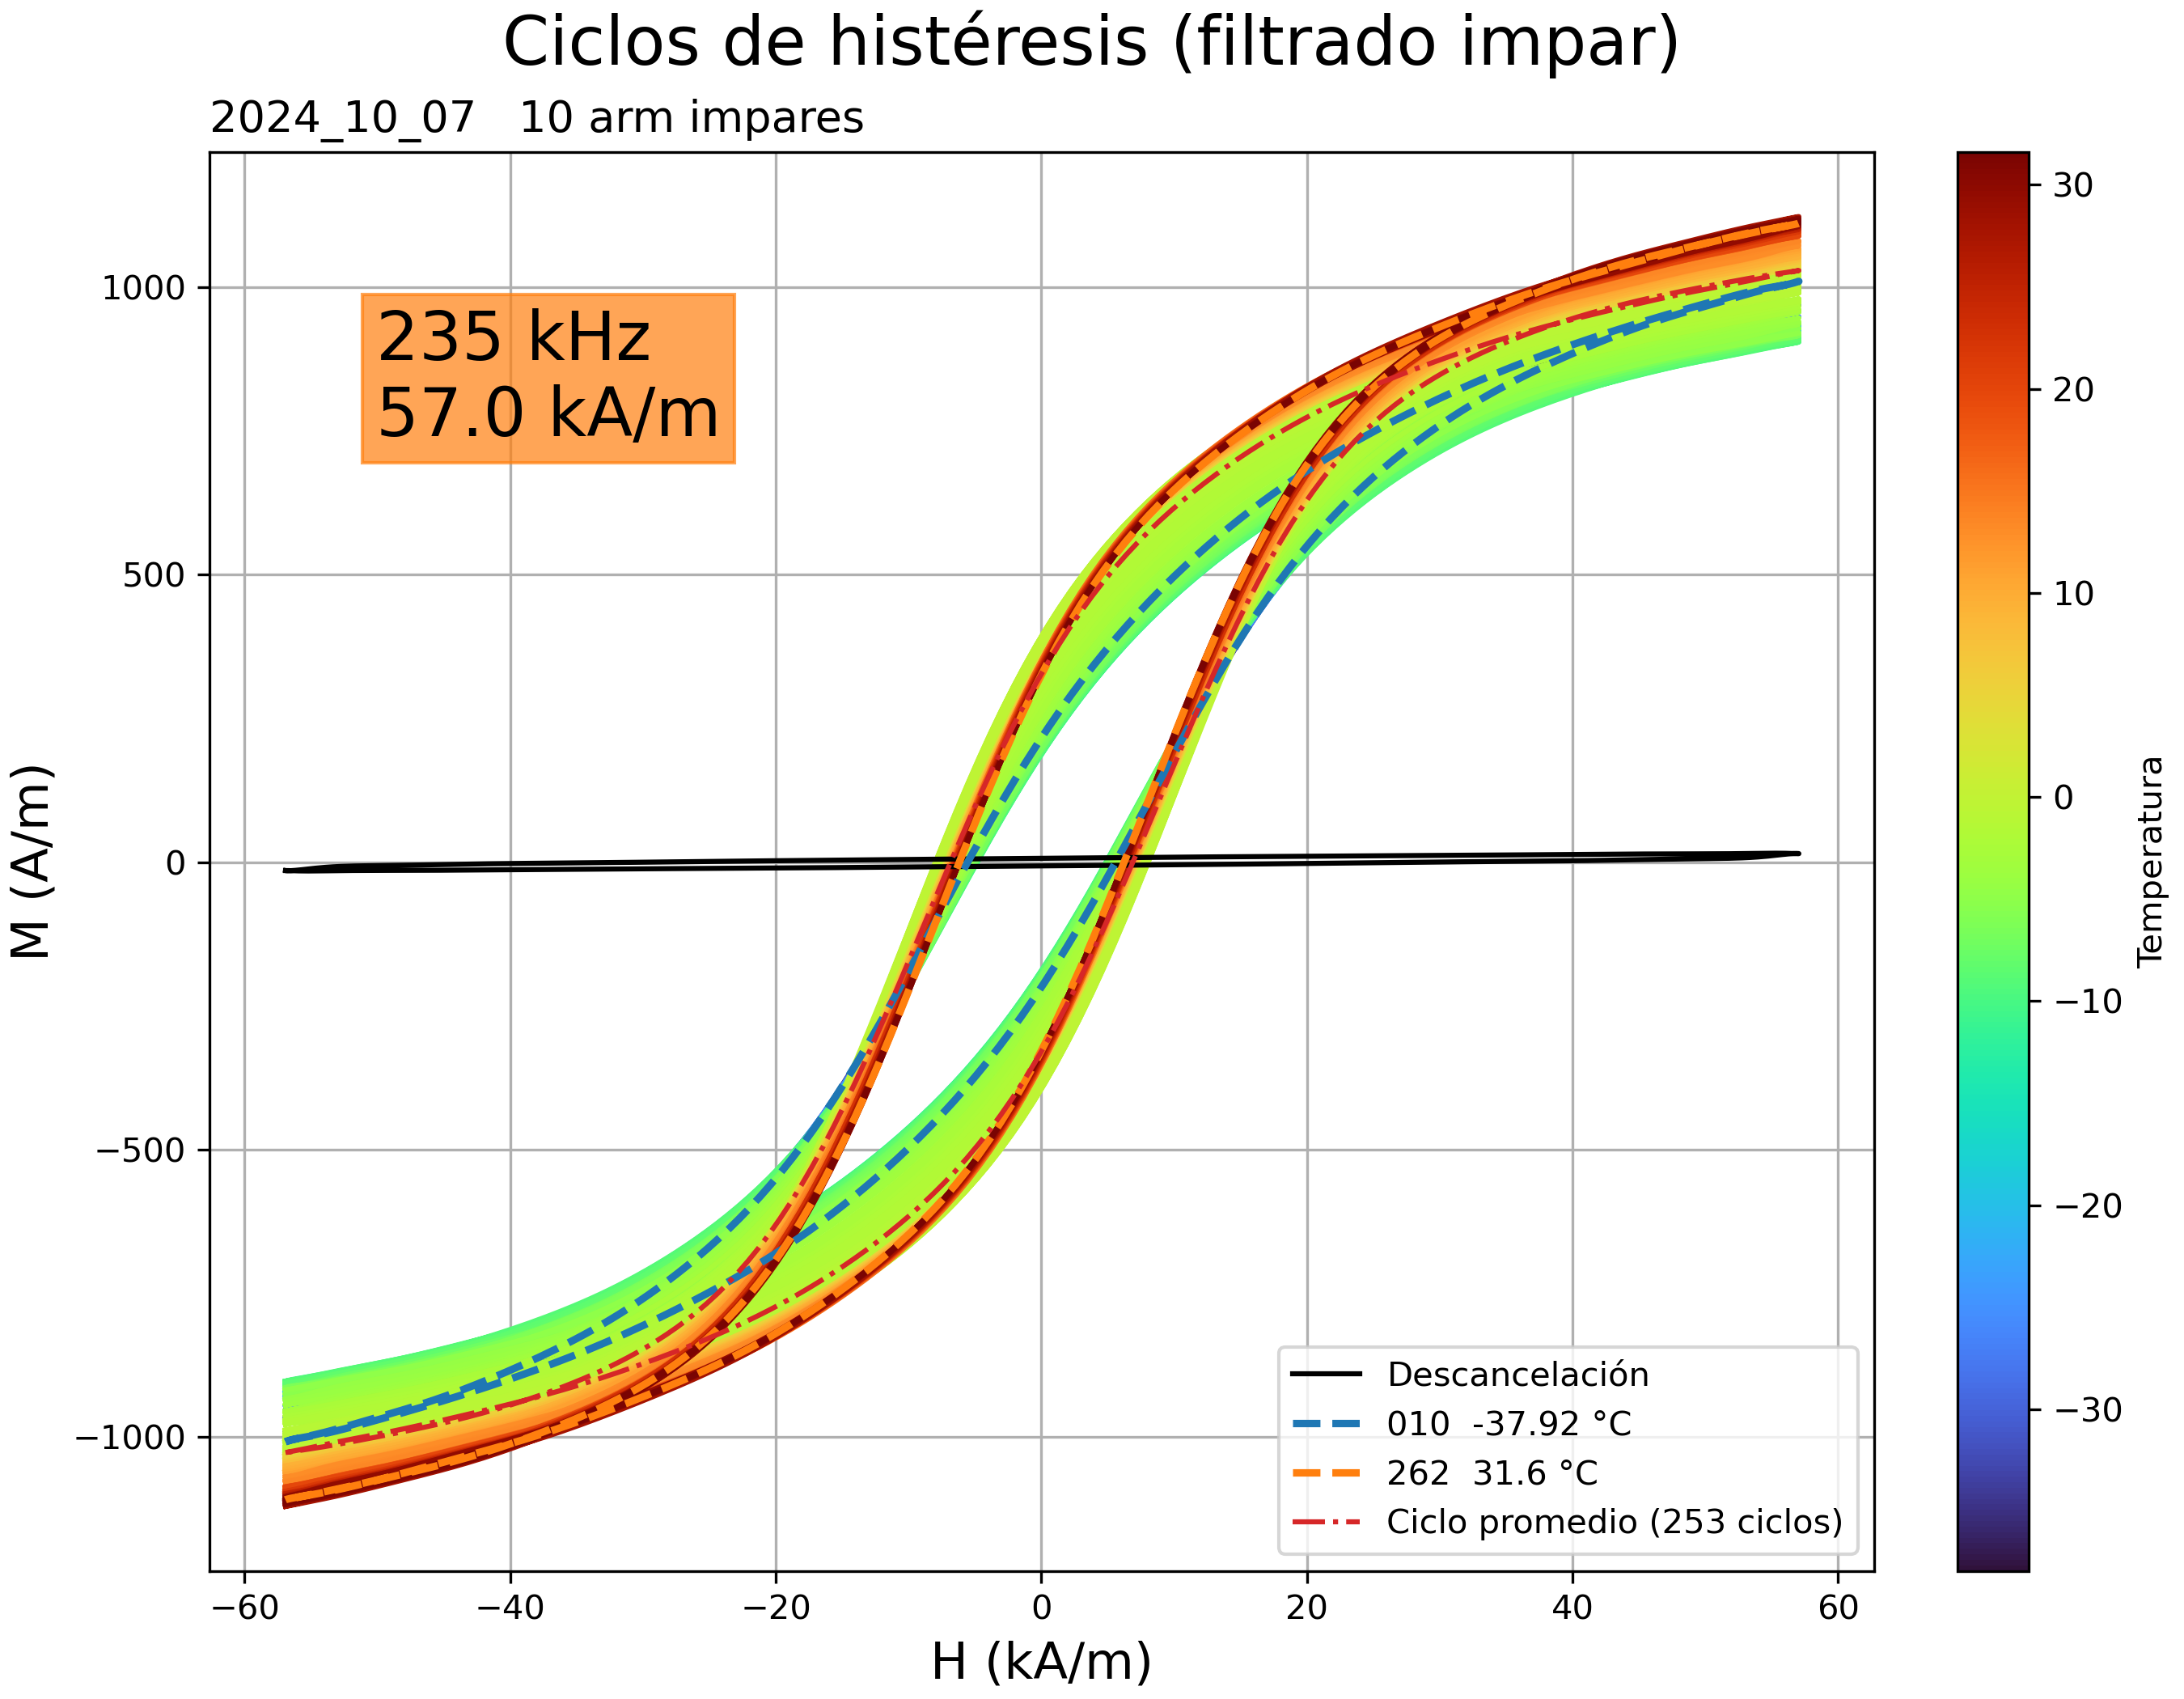 Ciclos de histéresis (filtrado impar)
2024_10_07   10 arm impares
235 kHz
57.0 kA/m
M (A/m)
1000
500
0
−500
−1000
−60
−40
−20
0
20
40
60
H (kA/m)
Descancelación
010  -37.92 °C
262  31.6 °C
Ciclo promedio (253 ciclos)
30
20
10
0
−10
−20
−30
Temperatura